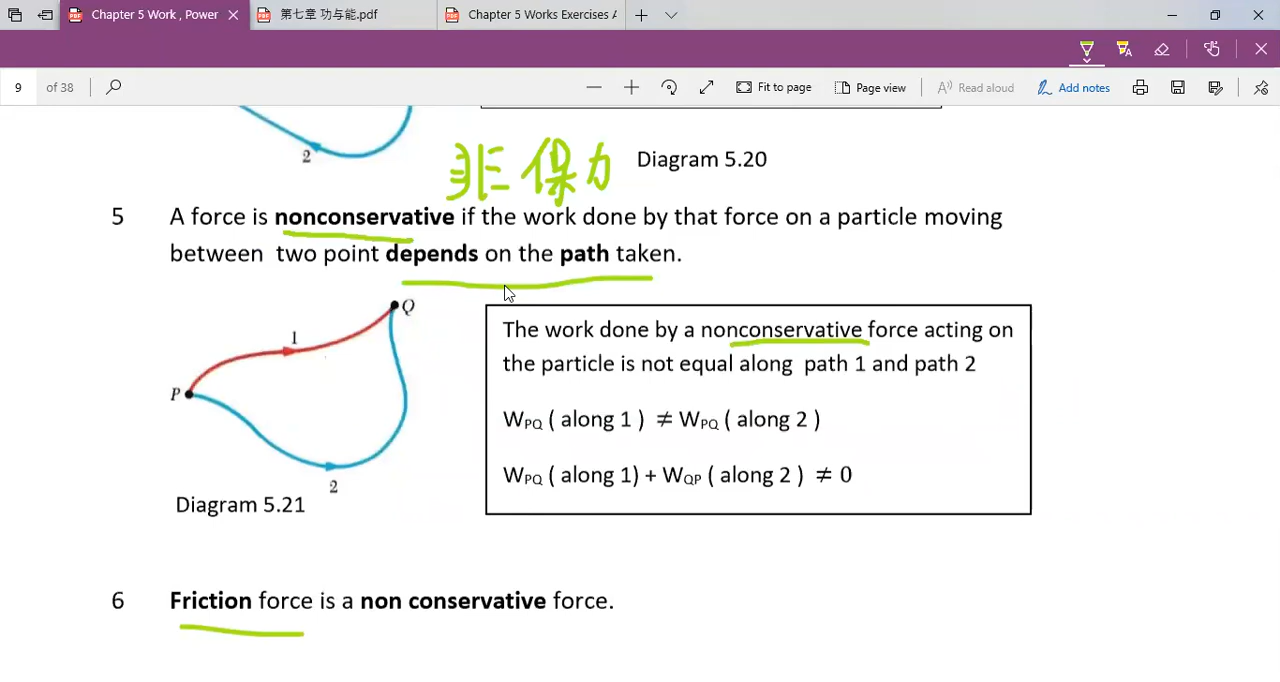 Chapter 5 Work , Power
第七章 功与能.pdf
Chapter 5 Works Exercises A
9 of 38
Fit to page
Page view
Read aloud
Add notes
2
非 保 力
Diagram 5.20
5 A force is nonconservative if the work done by that force on a particle moving
between two point depends on the path taken.
Q
1
P
2
Diagram 5.21
The work done by a nonconservative force acting on
the particle is not equal along path 1 and path 2
WPQ ( along 1 ) ≠ WPQ ( along 2 )
WPQ ( along 1) + WQP ( along 2 ) ≠ 0
6 Friction force is a non conservative force.